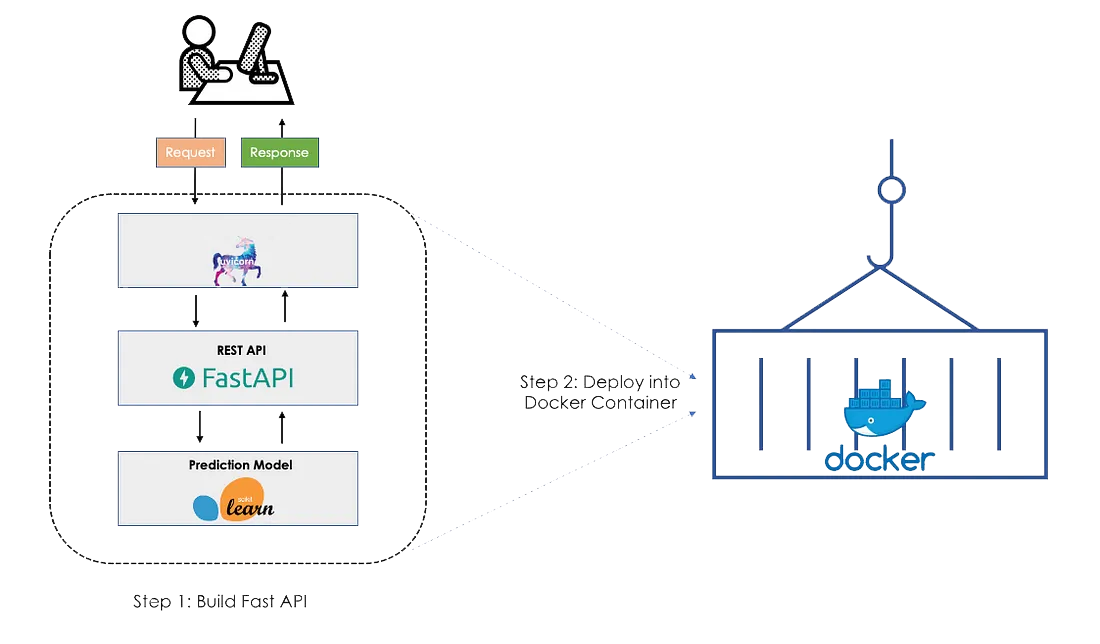 Request
Response
uvicorn
REST API
FastAPI
Prediction Model
scikit
learn
Step 1: Build Fast API
Step 2: Deploy into
Docker Container
docker